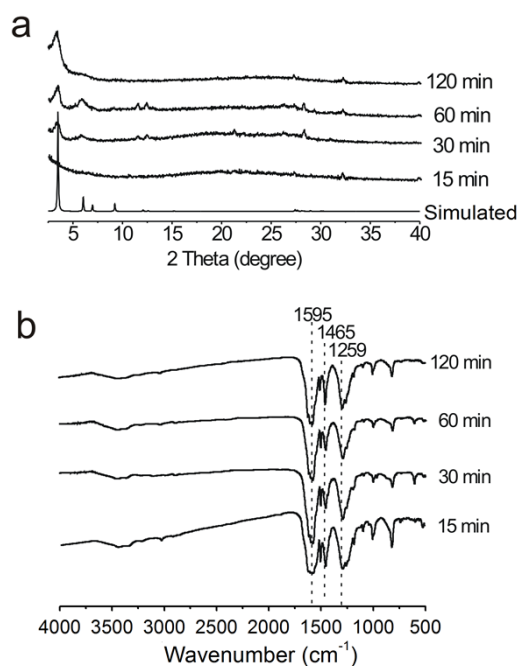 a
120 min
60 min
30 min
15 min
Simulated
5 10 15 20 25 30 35 40
2 Theta (degree)
b
1595
1465
1259
120 min
60 min
30 min
15 min
4000 3500 3000 2500 2000 1500 1000 500
Wavenumber (cm⁻¹)